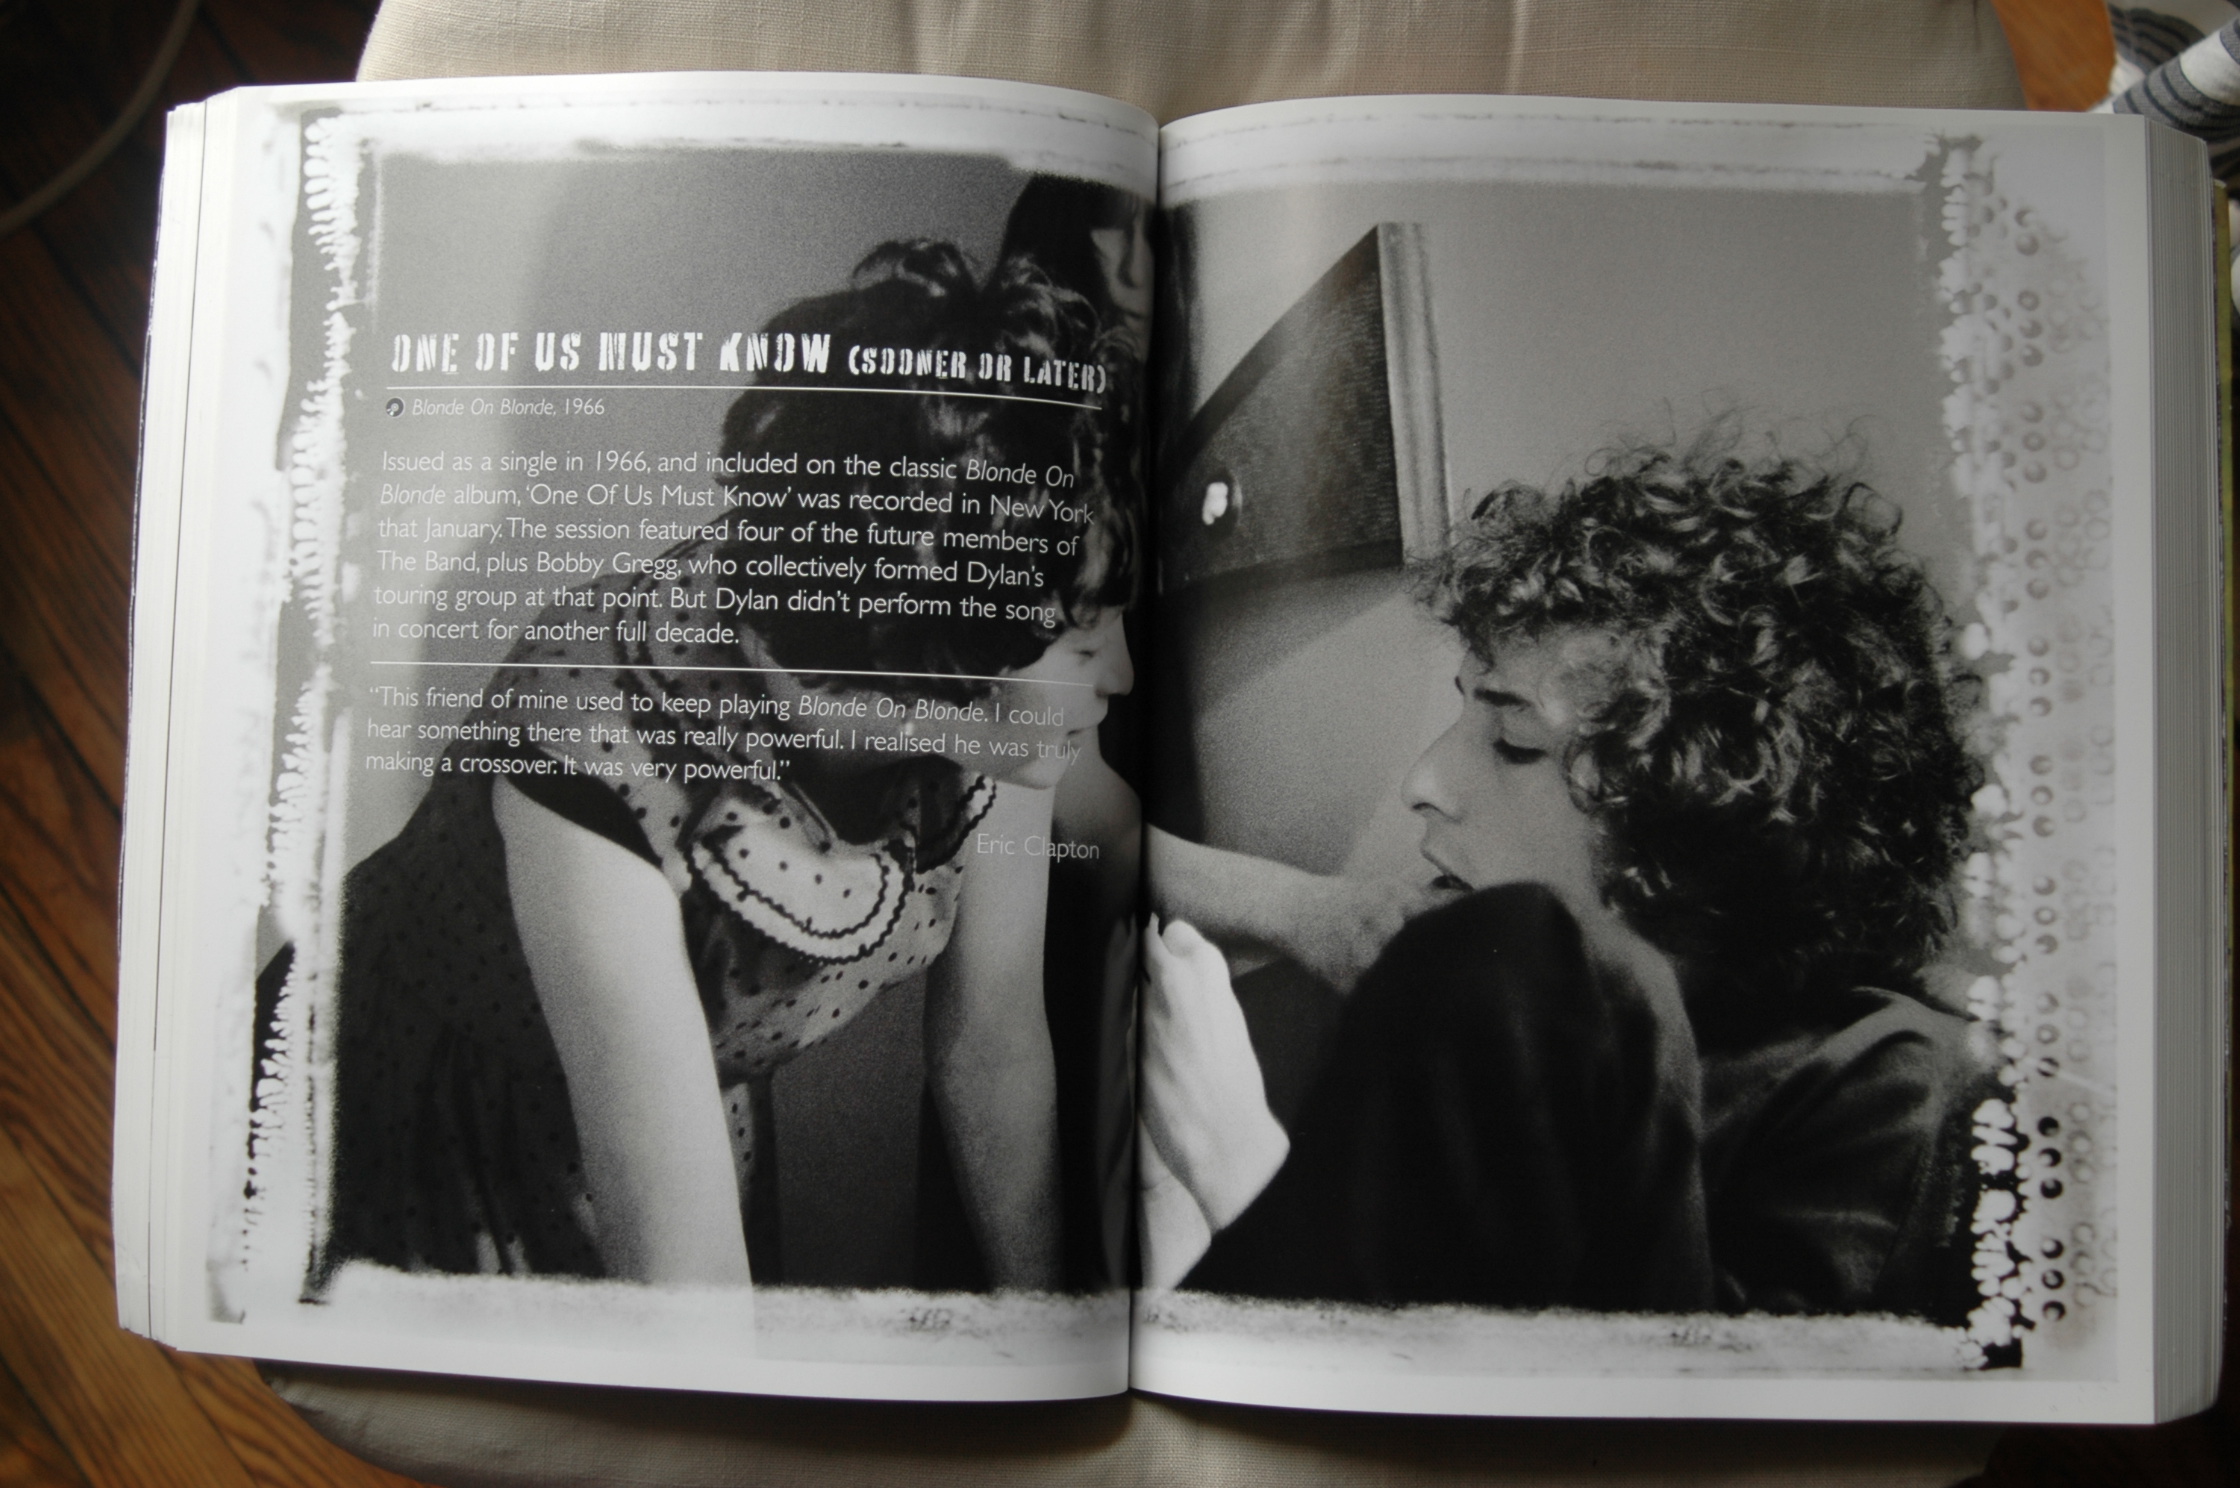 ONE OF US MUST KNOW (SOONER OR LATER)
Blonde On Blonde, 1966
Issued as a single in 1966, and included on the classic Blonde On
Blonde album, ‘One Of Us Must Know’ was recorded in New York
that January. The session featured four of the future members of
The Band, plus Bobby Gregg, who collectively formed Dylan’s
touring group at that point. But Dylan didn’t perform the song
in concert for another full decade.
“This friend of mine used to keep playing Blonde On Blonde. I could
hear something there that was really powerful. I realised he was truly
making a crossover. It was very powerful.”
Eric Clapton